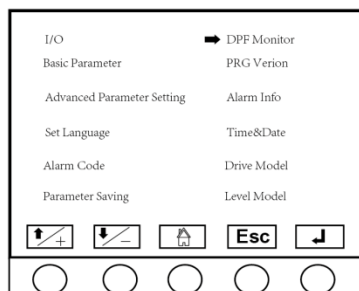 I/O
DPF Monitor
Basic Parameter
PRG Verion
Advanced Parameter Setting
Alarm Info
Set Language
Time&Date
Alarm Code
Drive Model
Parameter Saving
Level Model
+ - Esc